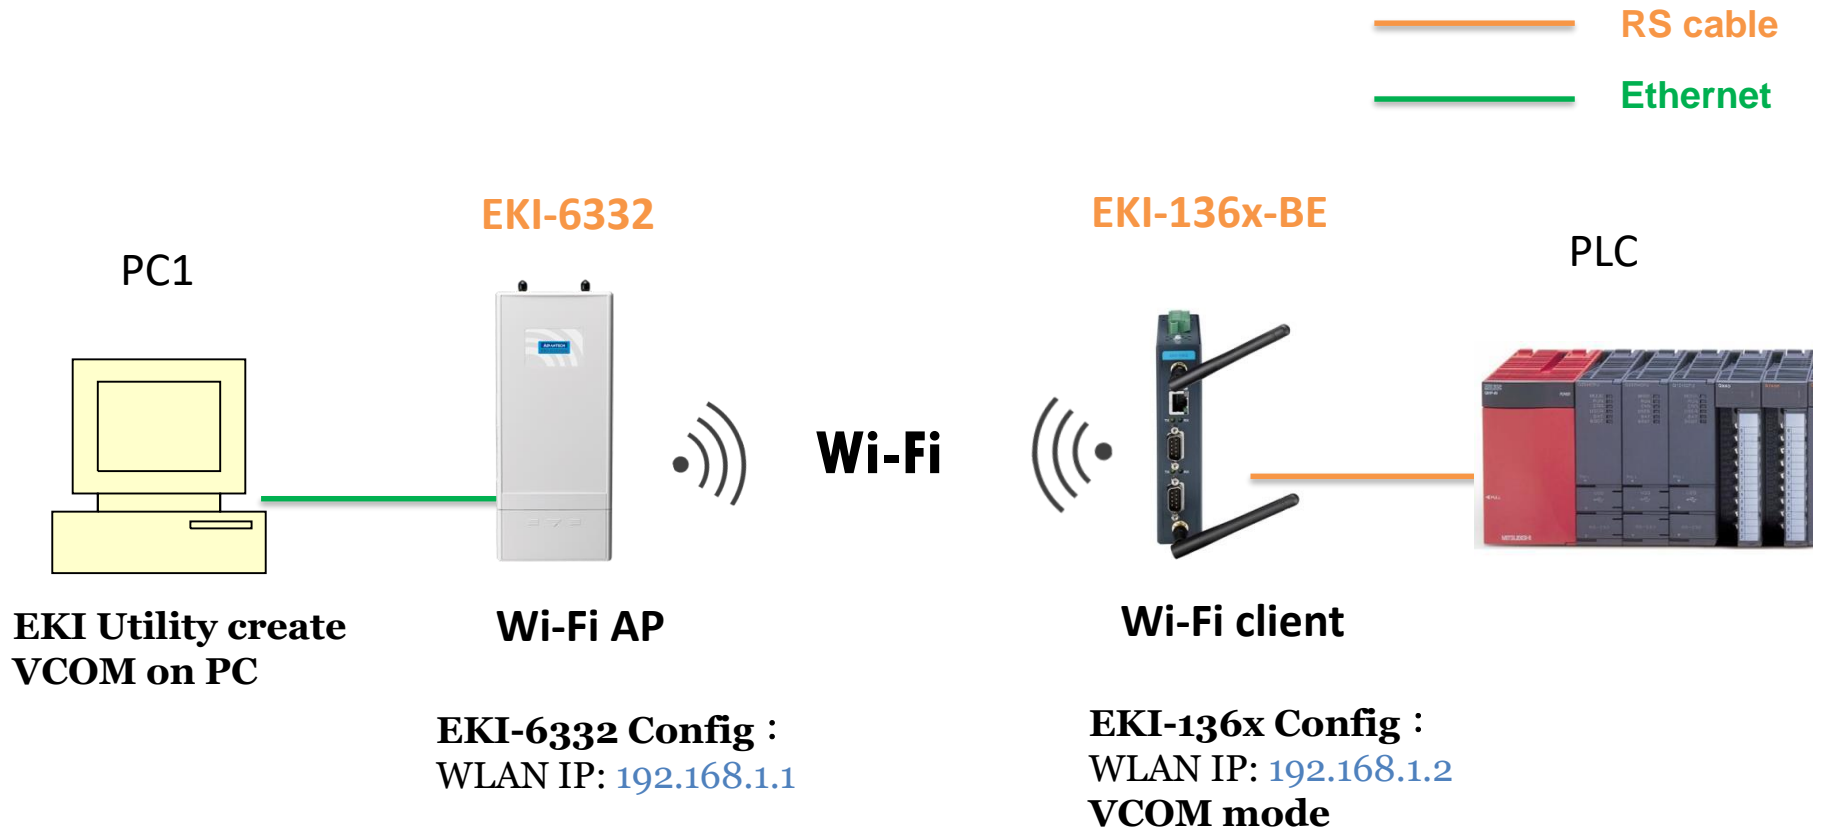 RS cable
Ethernet
EKI-6332
EKI-136x-BE
PC1
PLC
ADVANTECH
Wi-Fi
MITSUBISHI
EKI Utility create
VCOM on PC
Wi-Fi AP
Wi-Fi client
EKI-6332 Config：
WLAN IP: 192.168.1.1
EKI-136x Config：
WLAN IP: 192.168.1.2
VCOM mode